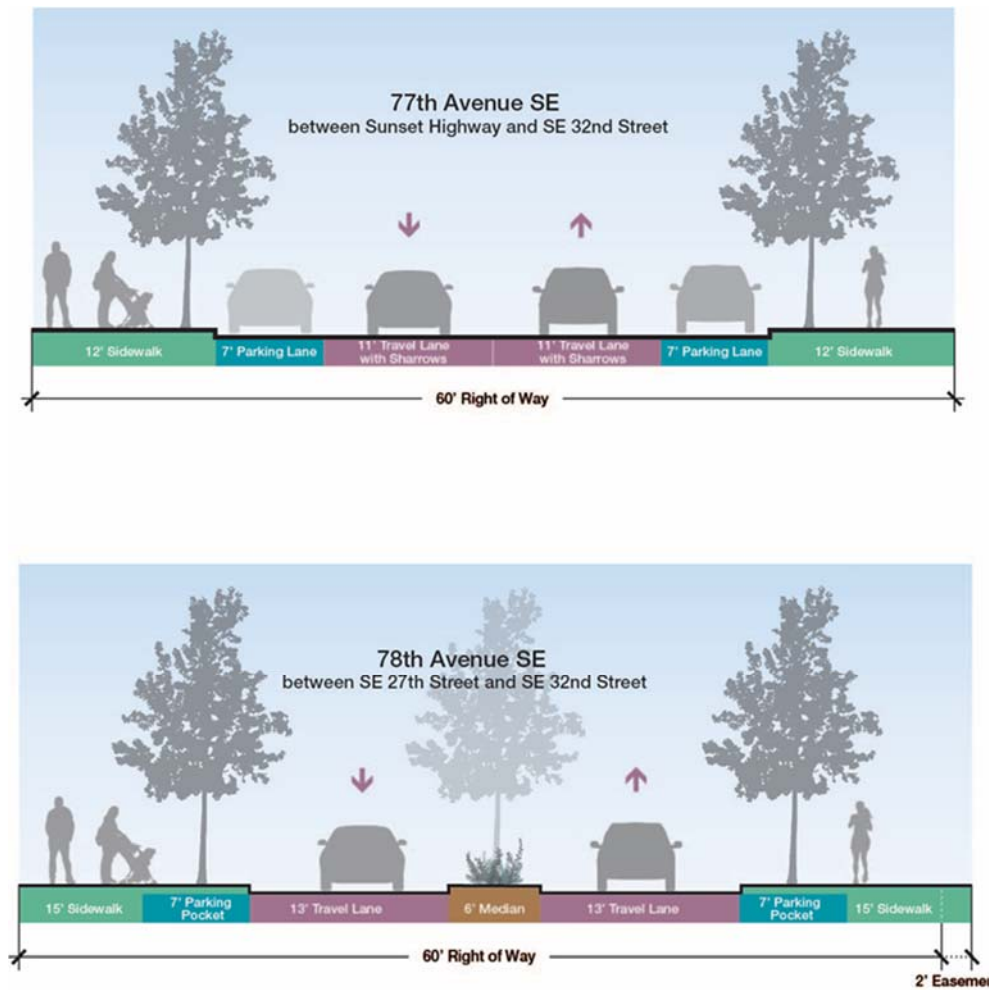 77th Avenue SE
between Sunset Highway and SE 32nd Street
12' Sidewalk
7' Parking Lane
11' Travel Lane
with Sharrows
11' Travel Lane
with Sharrows
7' Parking Lane
12' Sidewalk
60' Right of Way
78th Avenue SE
between SE 27th Street and SE 32nd Street
15' Sidewalk
7' Parking
Pocket
13' Travel Lane
6' Median
13' Travel Lane
7' Parking
Pocket
15' Sidewalk
60' Right of Way
2' Easemen